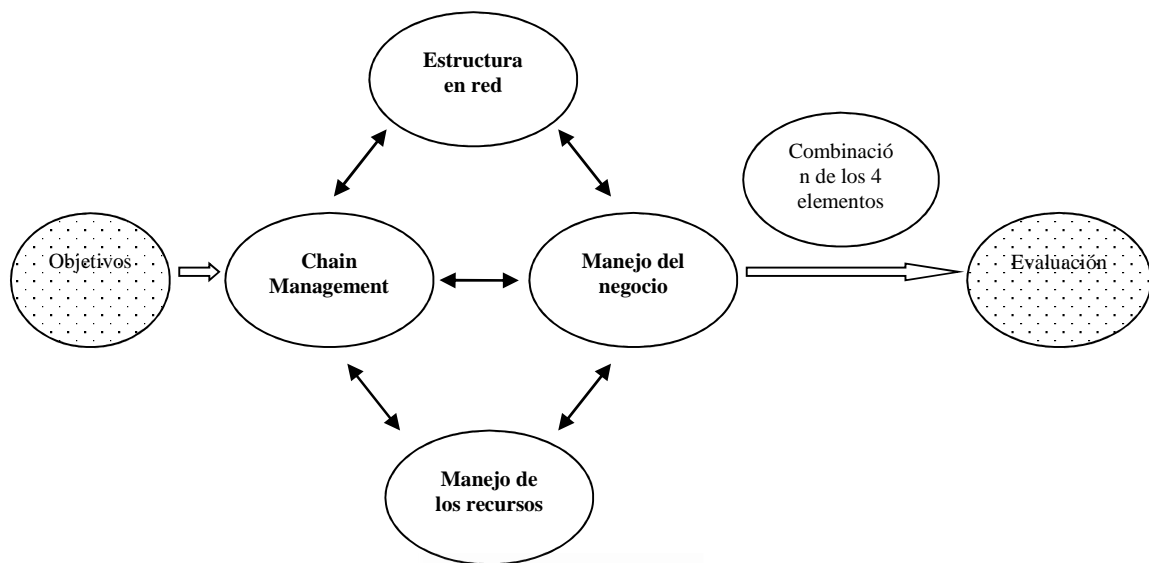 Estructura
en red
Combinació
n de los 4
elementos
Objetivos
Chain
Management
Manejo del
negocio
Evaluación
Manejo de
los recursos